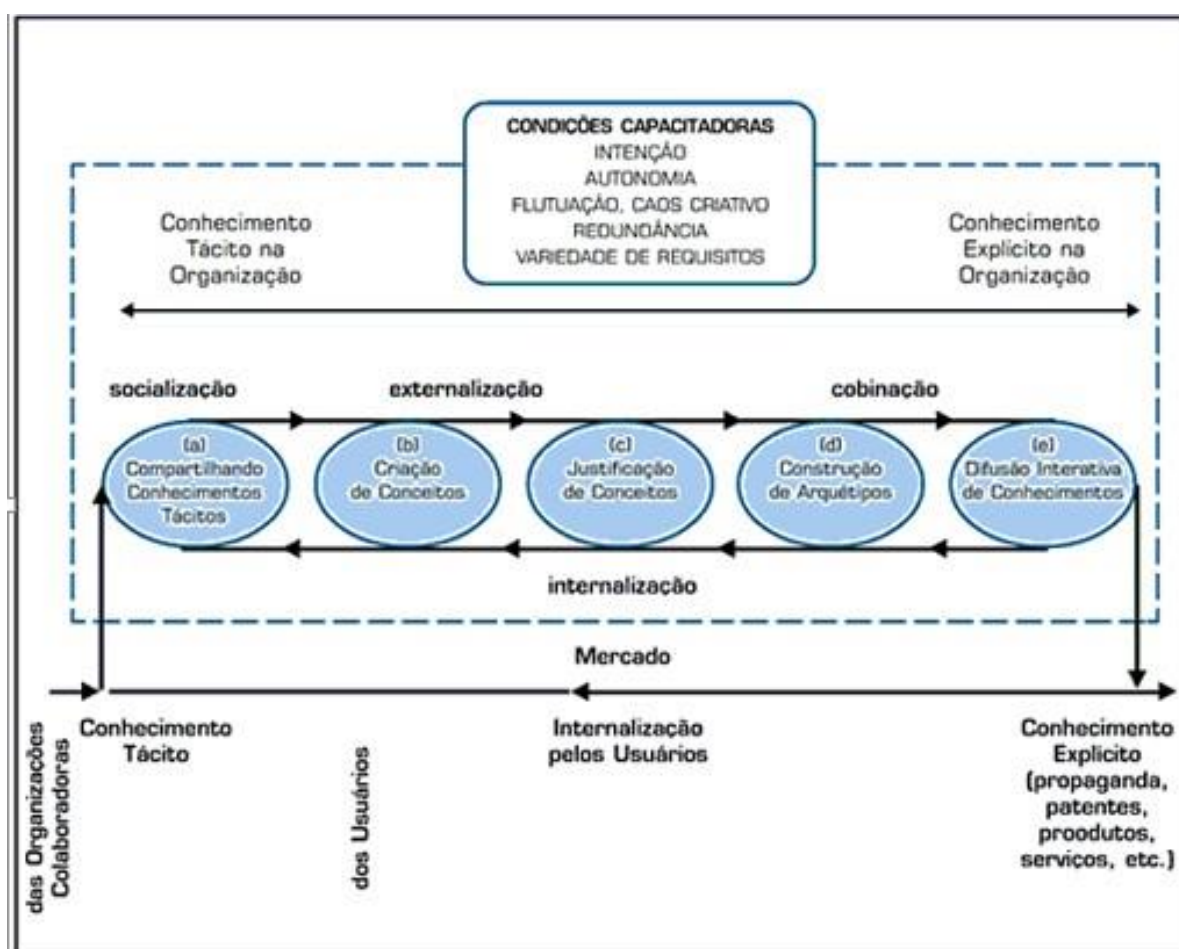 CONDIÇÕES CAPACITADORAS
INTENÇÃO
AUTONOMIA
FLUTUAÇÃO, CAOS CRIATIVO
REDUNDÂNCIA
VARIEDADE DE REQUISITOS
Conhecimento
Tácito na
Organização
Conhecimento
Explícito na
Organização
socialização
externalização
cobinação
(a)
Compartilhando
Conhecimentos
Tácitos
(b)
Criação
de Conceitos
(c)
Justificação
de Conceitos
(d)
Construção
de Arquétipos
(e)
Difusão Interativa
de Conhecimentos
internalização
Mercado
das Organizações
Colaboradoras
Conhecimento
Tácito
dos Usuários
Internalização
pelos Usuários
Conhecimento
Explícito
(propaganda,
patentes,
proodutos,
serviços, etc.)